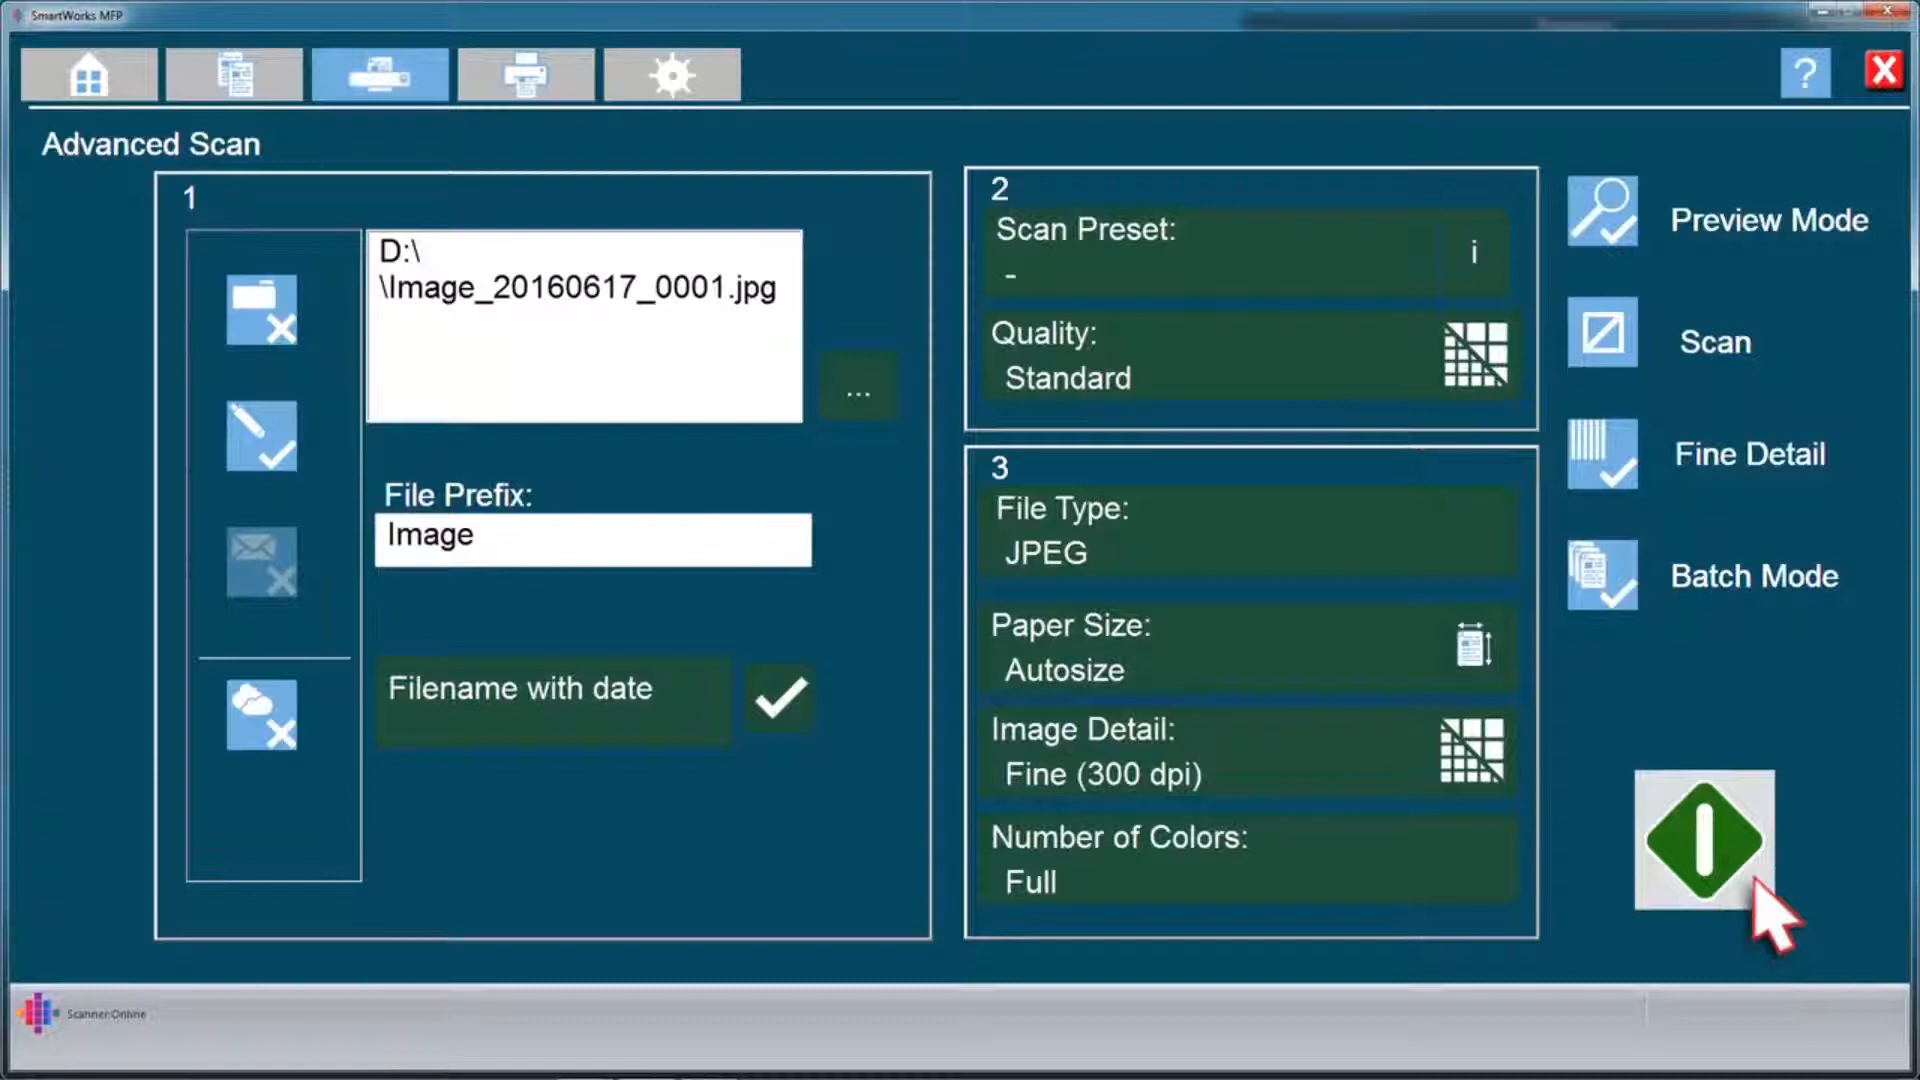 SmartWorks MFP
?
X
Advanced Scan
1
D:\
\Image_20160617_0001.jpg
...
File Prefix:
Image
Filename with date
2
Scan Preset:
-
i
Quality:
Standard
3
File Type:
JPEG
Paper Size:
Autosize
Image Detail:
Fine (300 dpi)
Number of Colors:
Full
Preview Mode
Scan
Fine Detail
Batch Mode
Scanner:Online